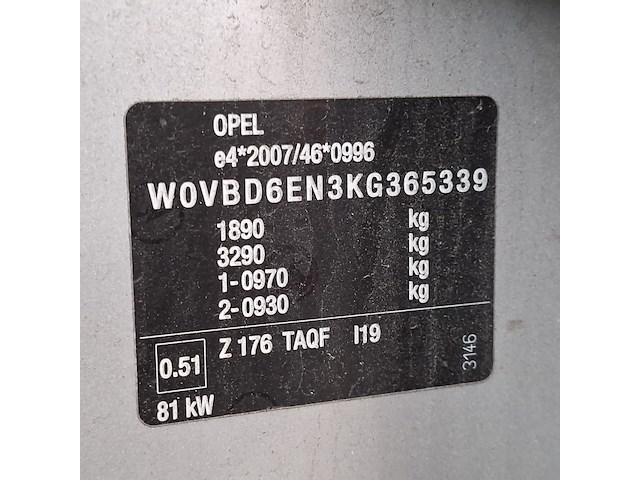 OPEL
e4*2007/46*0996
W0VBD6EN3KG365339
1890 kg
3290 kg
1-0970 kg
2-0930 kg
0.51 Z 176 TAQF I19
81 kW
3146